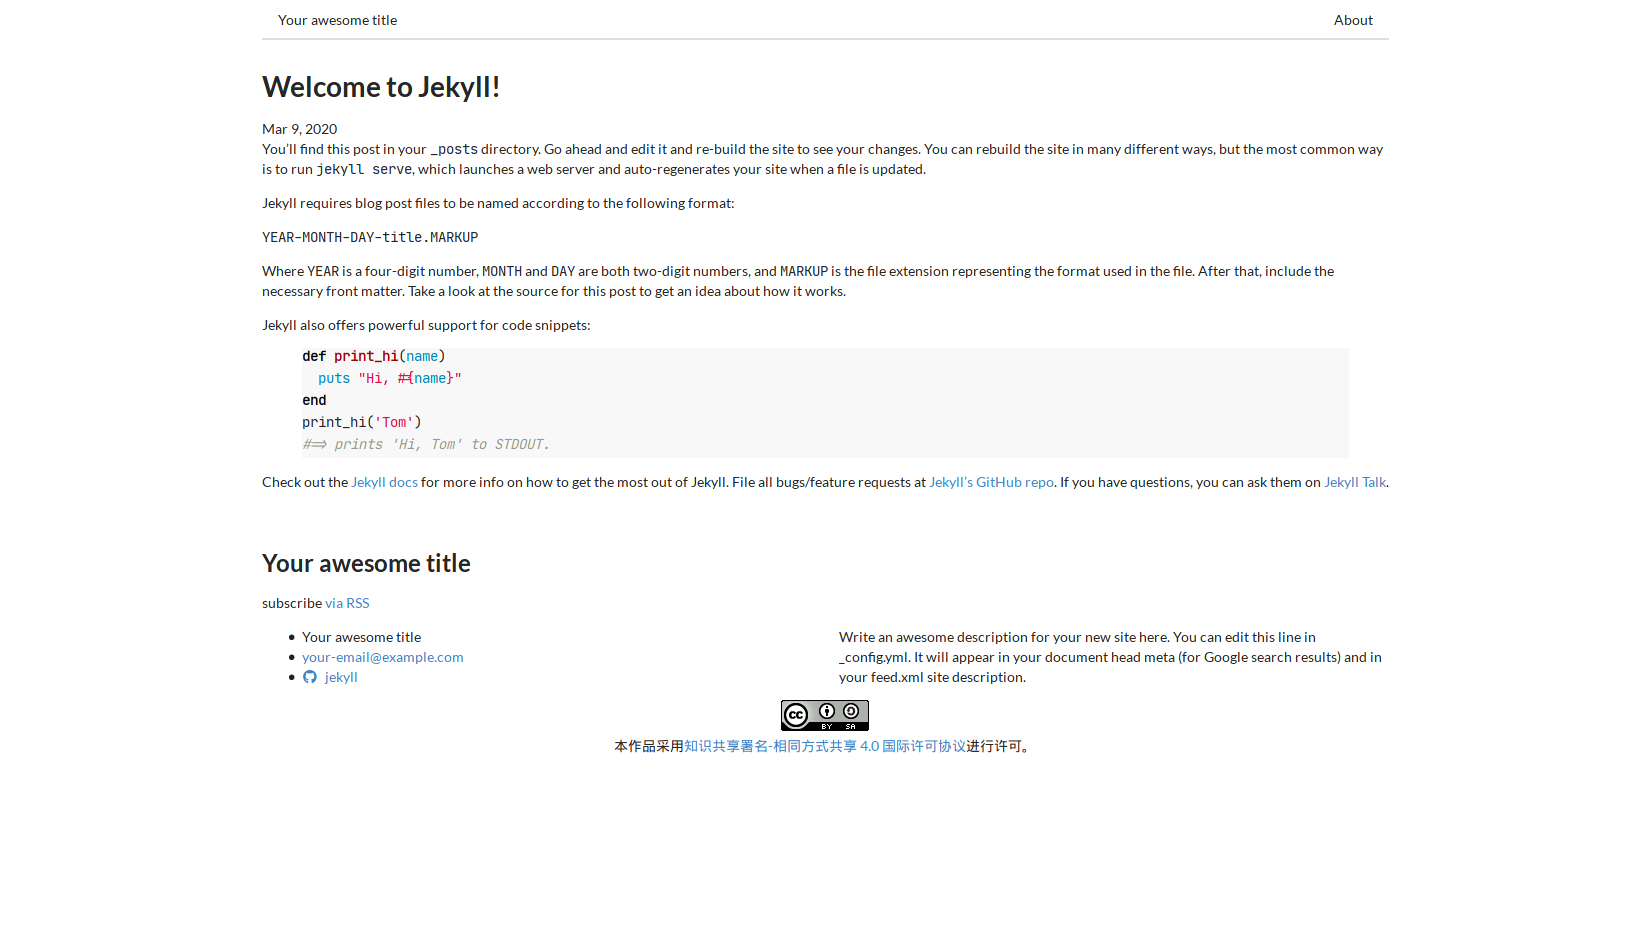 Your awesome title
About
Welcome to Jekyll!
Mar 9, 2020
You’ll find this post in your _posts directory. Go ahead and edit it and re-build the site to see your changes. You can rebuild the site in many different ways, but the most common way
is to run jekyll serve, which launches a web server and auto-regenerates your site when a file is updated.
Jekyll requires blog post files to be named according to the following format:
YEAR-MONTH-DAY-title.MARKUP
Where YEAR is a four-digit number, MONTH and DAY are both two-digit numbers, and MARKUP is the file extension representing the format used in the file. After that, include the
necessary front matter. Take a look at the source for this post to get an idea about how it works.
Jekyll also offers powerful support for code snippets:
def print_hi(name)
  puts "Hi, #{name}"
end
print_hi('Tom')
#=> prints 'Hi, Tom' to STDOUT.
Check out the Jekyll docs for more info on how to get the most out of Jekyll. File all bugs/feature requests at Jekyll’s GitHub repo. If you have questions, you can ask them on Jekyll Talk.
Your awesome title
subscribe via RSS
Your awesome title
your-email@example.com
jekyll
Write an awesome description for your new site here. You can edit this line in
_config.yml. It will appear in your document head meta (for Google search results) and in
your feed.xml site description.
cc BY SA
本作品采用知识共享署名-相同方式共享 4.0 国际许可协议进行许可。